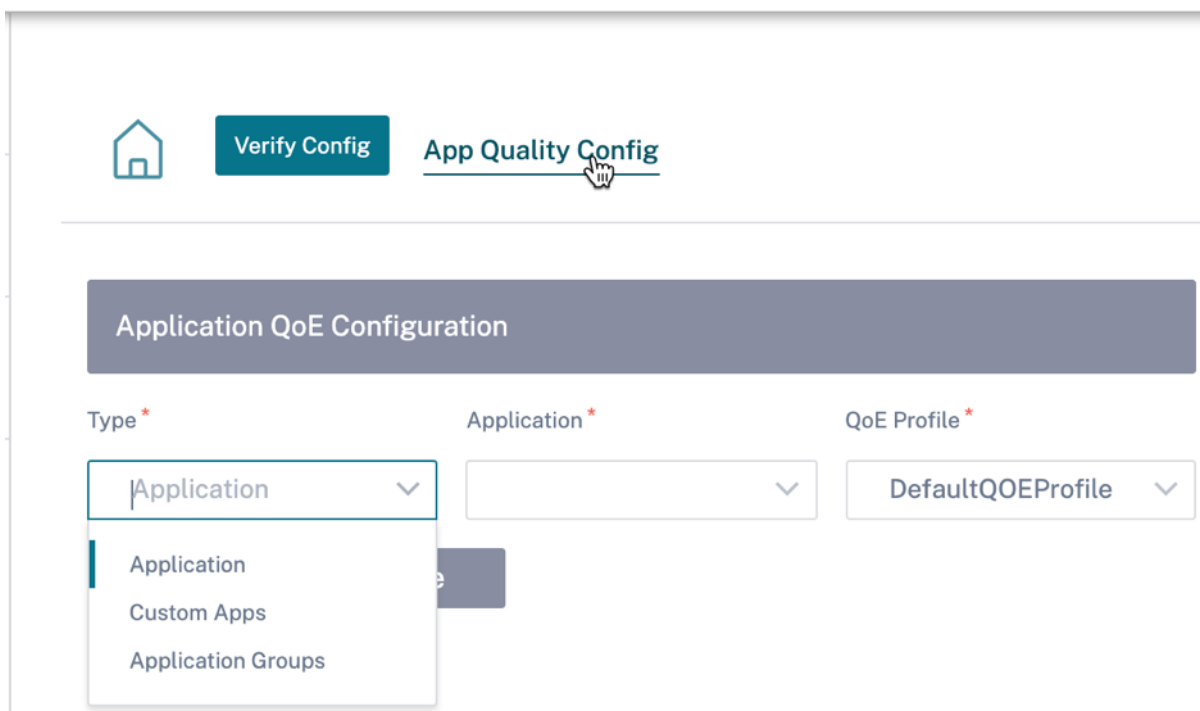 Verify Config
App Quality Config
Application QoE Configuration
Type *
Application *
QoE Profile *
Application
DefaultQOEProfile
Application
Custom Apps
Application Groups